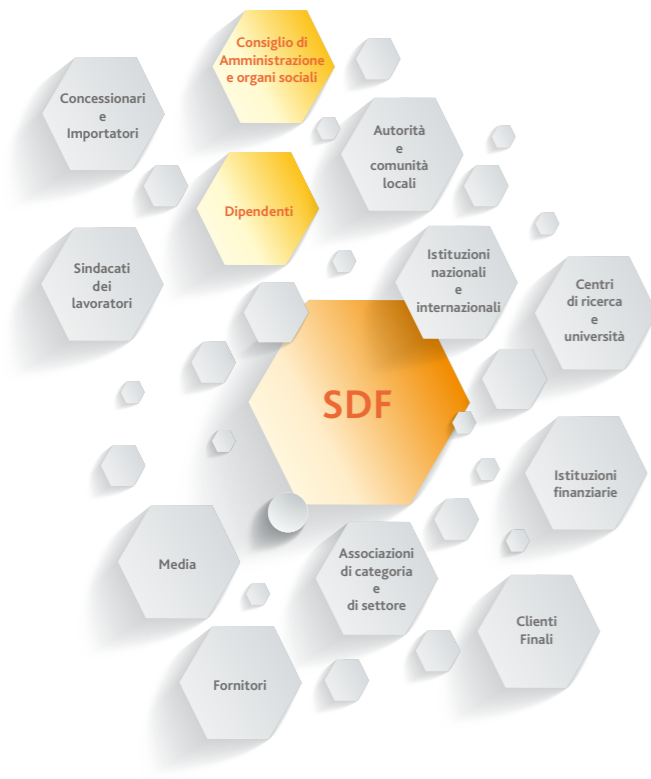 Consiglio di
Amministrazione
e organi sociali
Concessionari
e
Importatori
Autorità
e
comunità
locali
Dipendenti
Sindacati
dei
lavoratori
Istituzioni
nazionali
e
internazionali
Centri
di ricerca
e
università
SDF
Istituzioni
finanziarie
Media
Associazioni
di categoria
e
di settore
Clienti
Finali
Fornitori